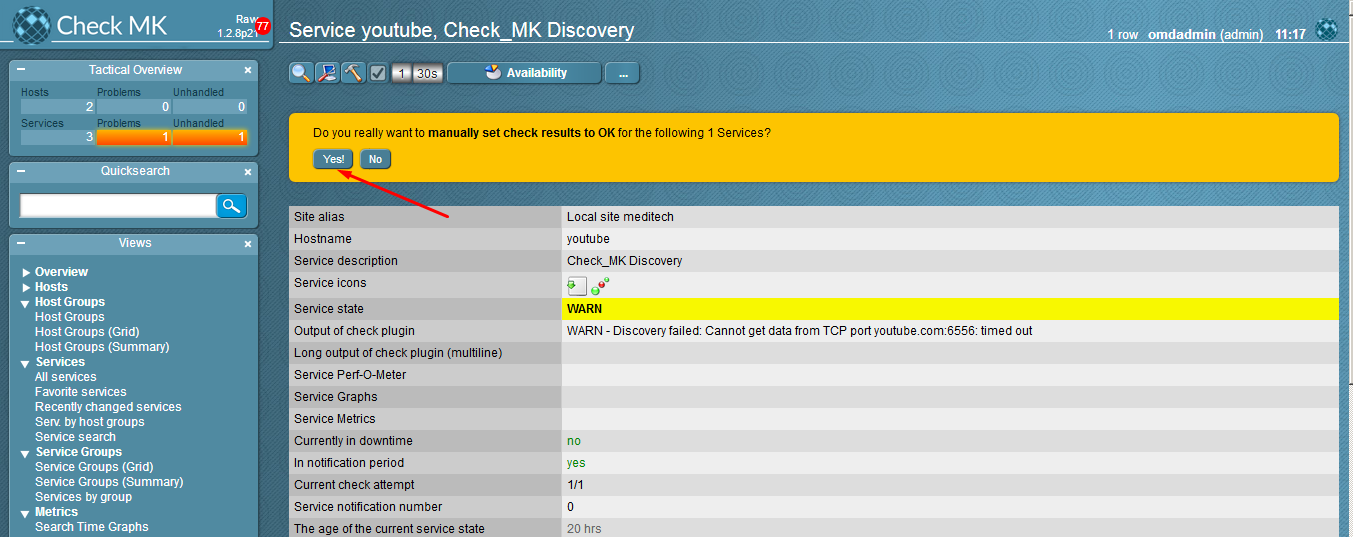 Check MK
Raw
1.2.8p21
77
Service youtube, Check_MK Discovery
1 row omdadmin (admin) 11:17
Tactical Overview
Hosts Problems Unhandled
2 0 0
Services Problems Unhandled
3 1 1
Quicksearch
Views
Overview
Hosts
Host Groups
Host Groups
Host Groups (Grid)
Host Groups (Summary)
Services
All services
Favorite services
Recently changed services
Serv. by host groups
Service search
Service Groups
Service Groups (Grid)
Service Groups (Summary)
Services by group
Metrics
Search Time Graphs
1 30s Availability ...
Do you really want to manually set check results to OK for the following 1 Services?
Yes! No
Site alias Local site meditech
Hostname youtube
Service description Check_MK Discovery
Service icons
Service state WARN
Output of check plugin WARN - Discovery failed: Cannot get data from TCP port youtube.com:6556: timed out
Long output of check plugin (multiline)
Service Perf-O-Meter
Service Graphs
Service Metrics
Currently in downtime no
In notification period yes
Current check attempt 1/1
Service notification number 0
The age of the current service state 20 hrs